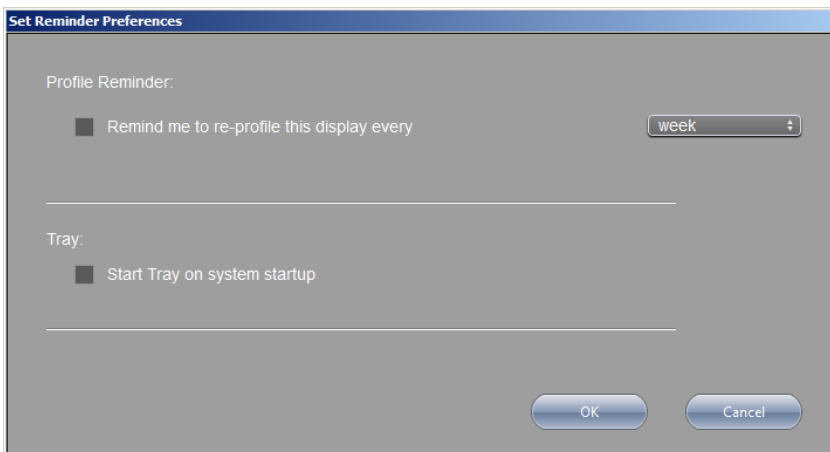 Set Reminder Preferences
Profile Reminder:
Remind me to re-profile this display every week
Tray:
Start Tray on system startup
OK Cancel